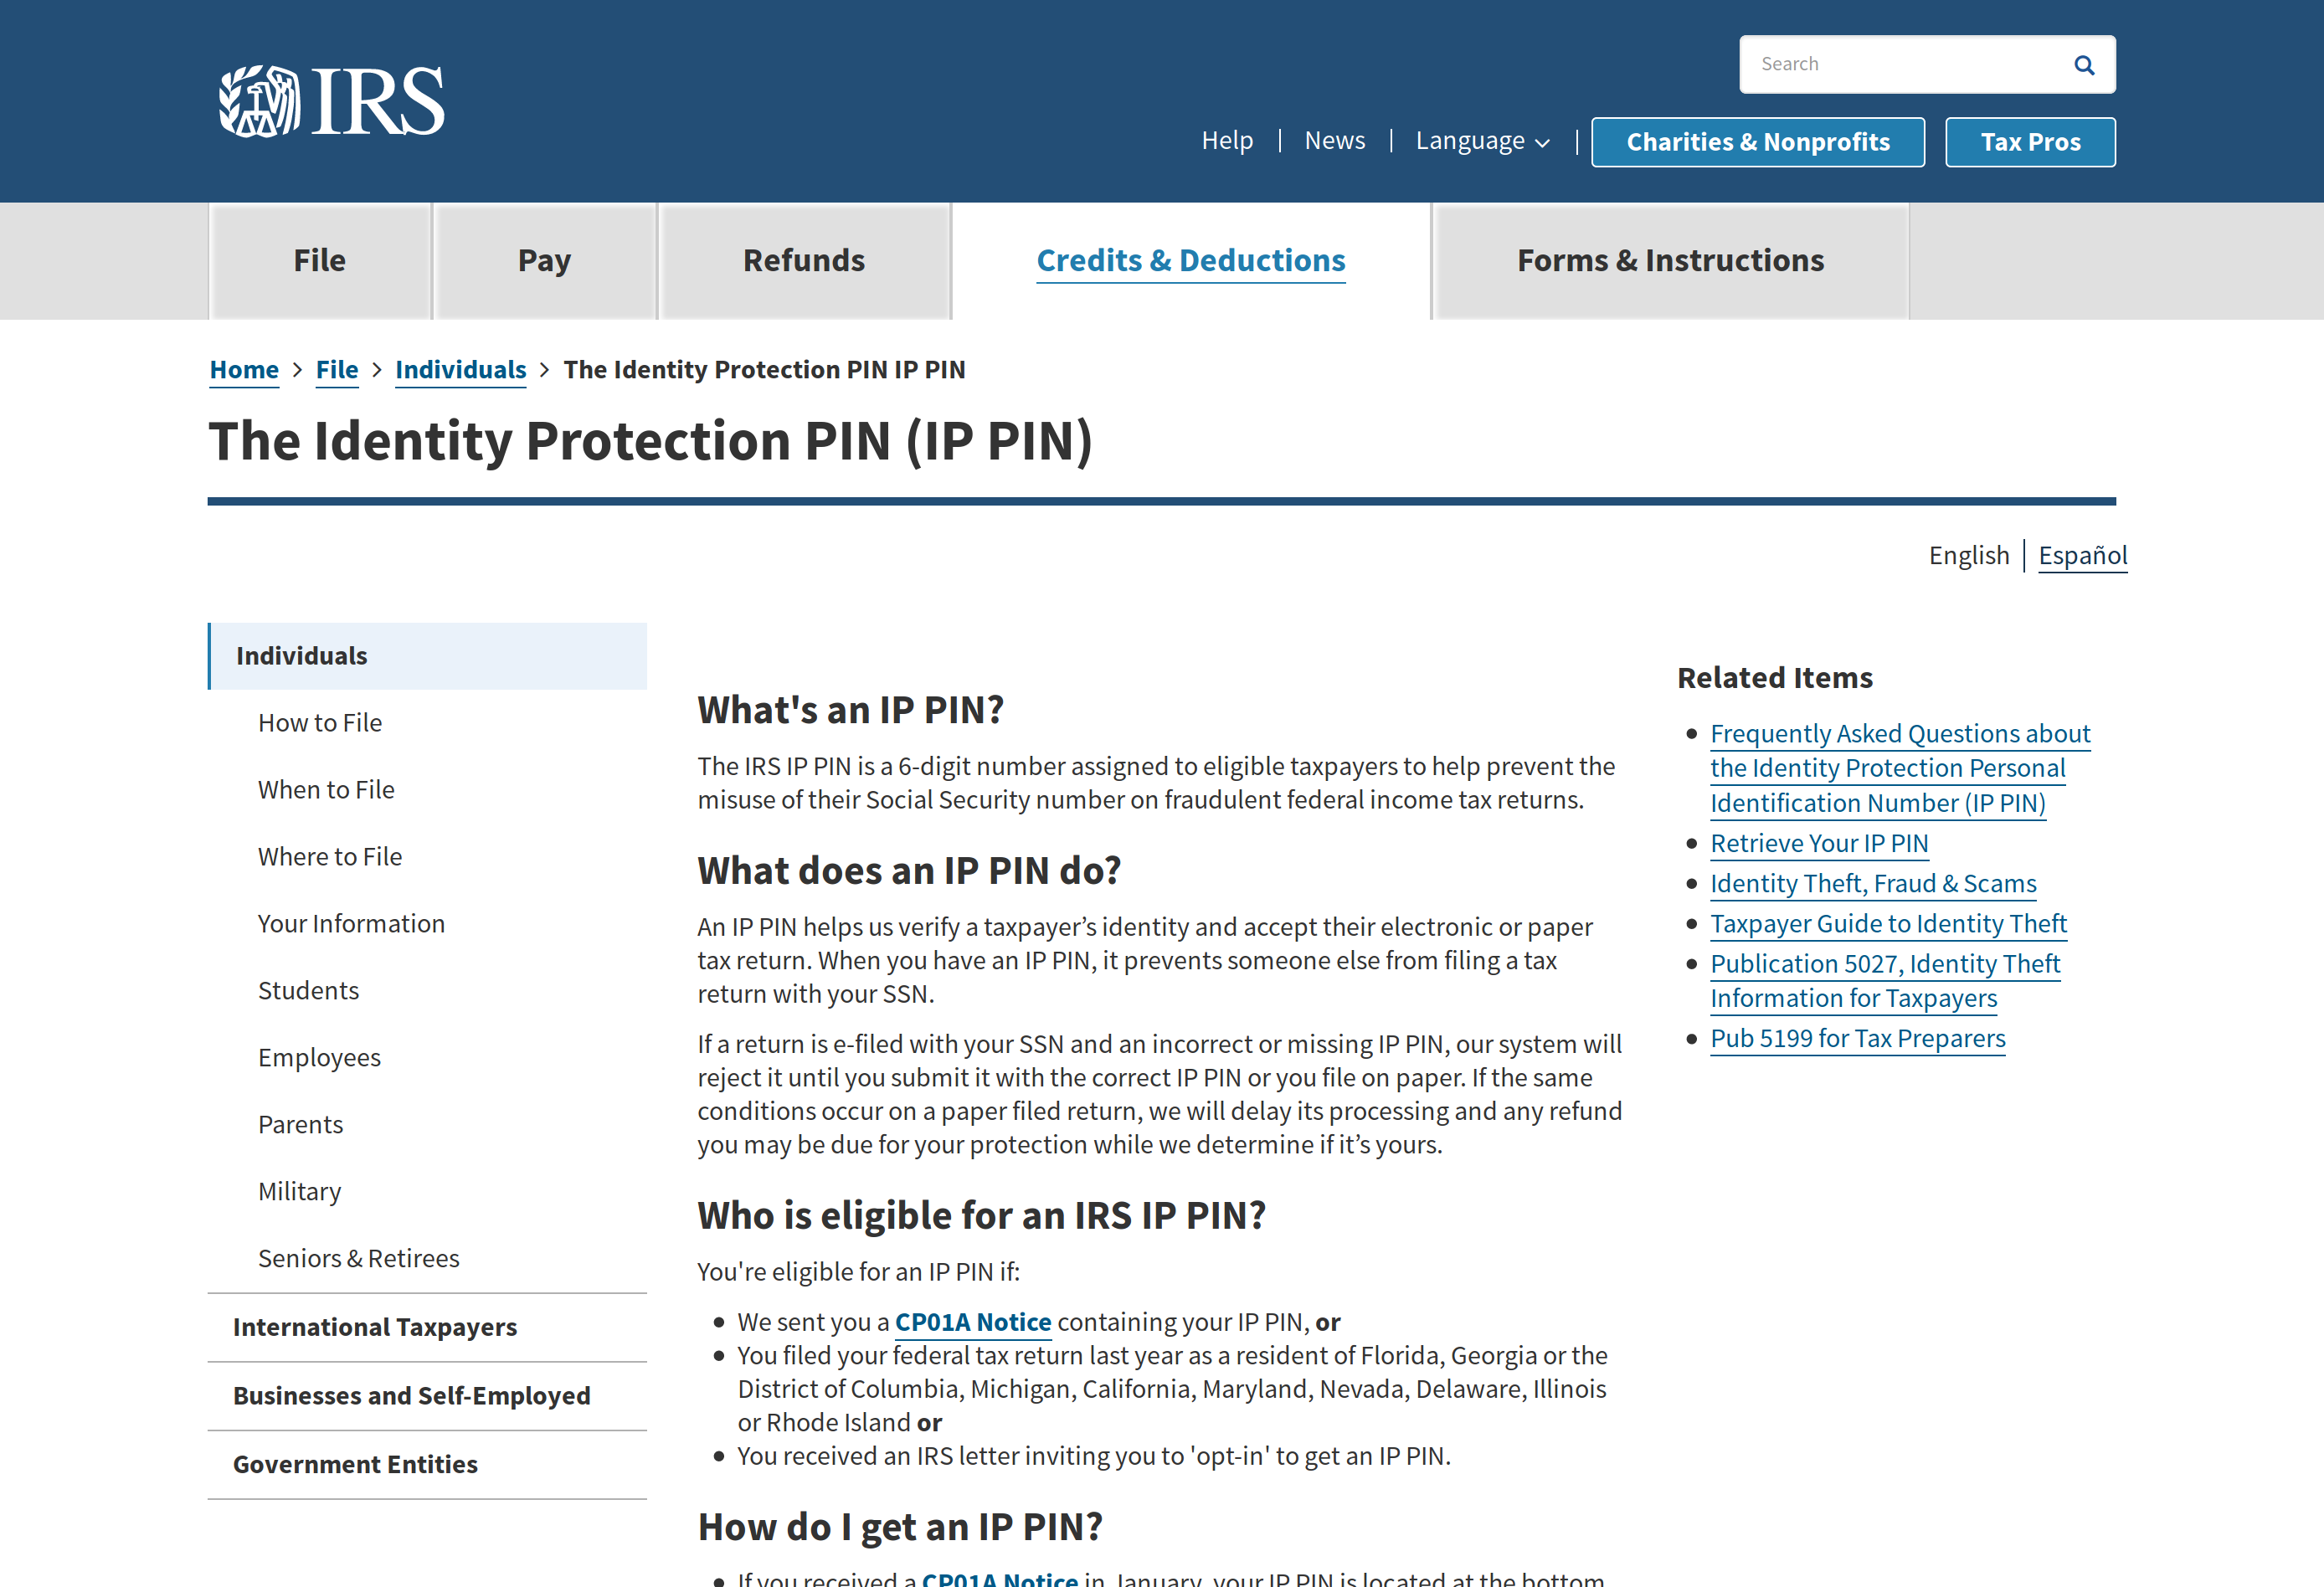 IRS
Search
Help
News
Language
Charities & Nonprofits
Tax Pros
File
Pay
Refunds
Credits & Deductions
Forms & Instructions
Home
File
Individuals
The Identity Protection PIN IP PIN
The Identity Protection PIN (IP PIN)
English
Español
Individuals
How to File
When to File
Where to File
Your Information
Students
Employees
Parents
Military
Seniors & Retirees
International Taxpayers
Businesses and Self-Employed
Government Entities
What's an IP PIN?
The IRS IP PIN is a 6-digit number assigned to eligible taxpayers to help prevent the
misuse of their Social Security number on fraudulent federal income tax returns.
What does an IP PIN do?
An IP PIN helps us verify a taxpayer’s identity and accept their electronic or paper
tax return. When you have an IP PIN, it prevents someone else from filing a tax
return with your SSN.
If a return is e-filed with your SSN and an incorrect or missing IP PIN, our system will
reject it until you submit it with the correct IP PIN or you file on paper. If the same
conditions occur on a paper filed return, we will delay its processing and any refund
you may be due for your protection while we determine if it’s yours.
Who is eligible for an IRS IP PIN?
You're eligible for an IP PIN if:
We sent you a CP01A Notice containing your IP PIN, or
You filed your federal tax return last year as a resident of Florida, Georgia or the
District of Columbia, Michigan, California, Maryland, Nevada, Delaware, Illinois
or Rhode Island or
You received an IRS letter inviting you to 'opt-in' to get an IP PIN.
How do I get an IP PIN?
If you received a CP01A Notice in January, your IP PIN is located at the bottom
Related Items
Frequently Asked Questions about
the Identity Protection Personal
Identification Number (IP PIN)
Retrieve Your IP PIN
Identity Theft, Fraud & Scams
Taxpayer Guide to Identity Theft
Publication 5027, Identity Theft
Information for Taxpayers
Pub 5199 for Tax Preparers